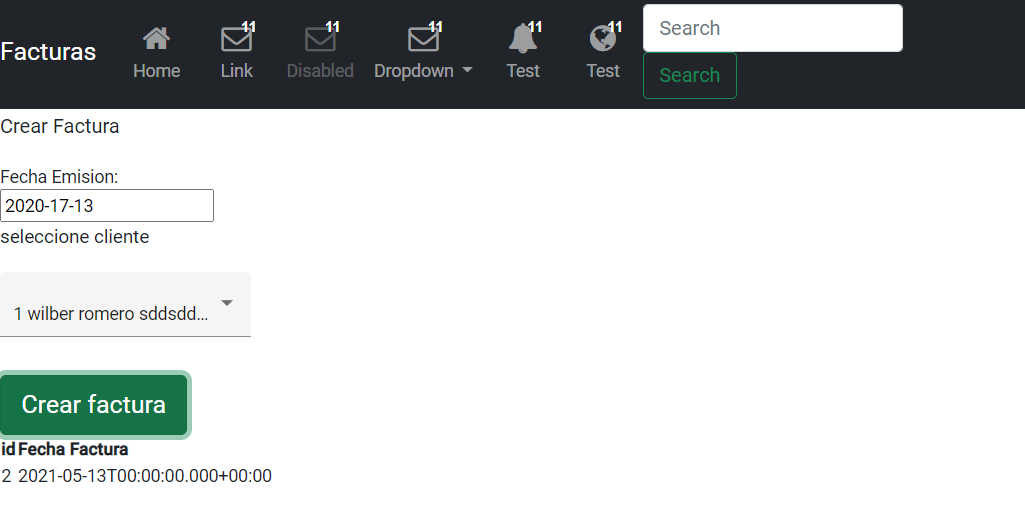 Facturas
Home
11
Link
11
Disabled
11
Dropdown
11
Test
11
Test
Search
Search
Crear Factura
Fecha Emision:
2020-17-13
seleccione cliente
1 wilber romero sddsdd...
Crear factura
id Fecha Factura
2 2021-05-13T00:00:00.000+00:00